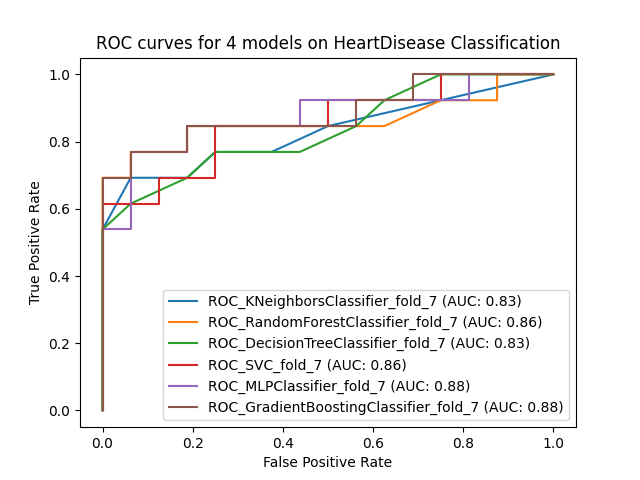 ROC curves for 4 models on HeartDisease Classification
1.0
0.8
0.6
0.4
0.2
0.0
True Positive Rate
ROC_KNeighborsClassifier_fold_7 (AUC: 0.83)
ROC_RandomForestClassifier_fold_7 (AUC: 0.86)
ROC_DecisionTreeClassifier_fold_7 (AUC: 0.83)
ROC_SVC_fold_7 (AUC: 0.86)
ROC_MLPClassifier_fold_7 (AUC: 0.88)
ROC_GradientBoostingClassifier_fold_7 (AUC: 0.88)
0.0 0.2 0.4 0.6 0.8 1.0
False Positive Rate